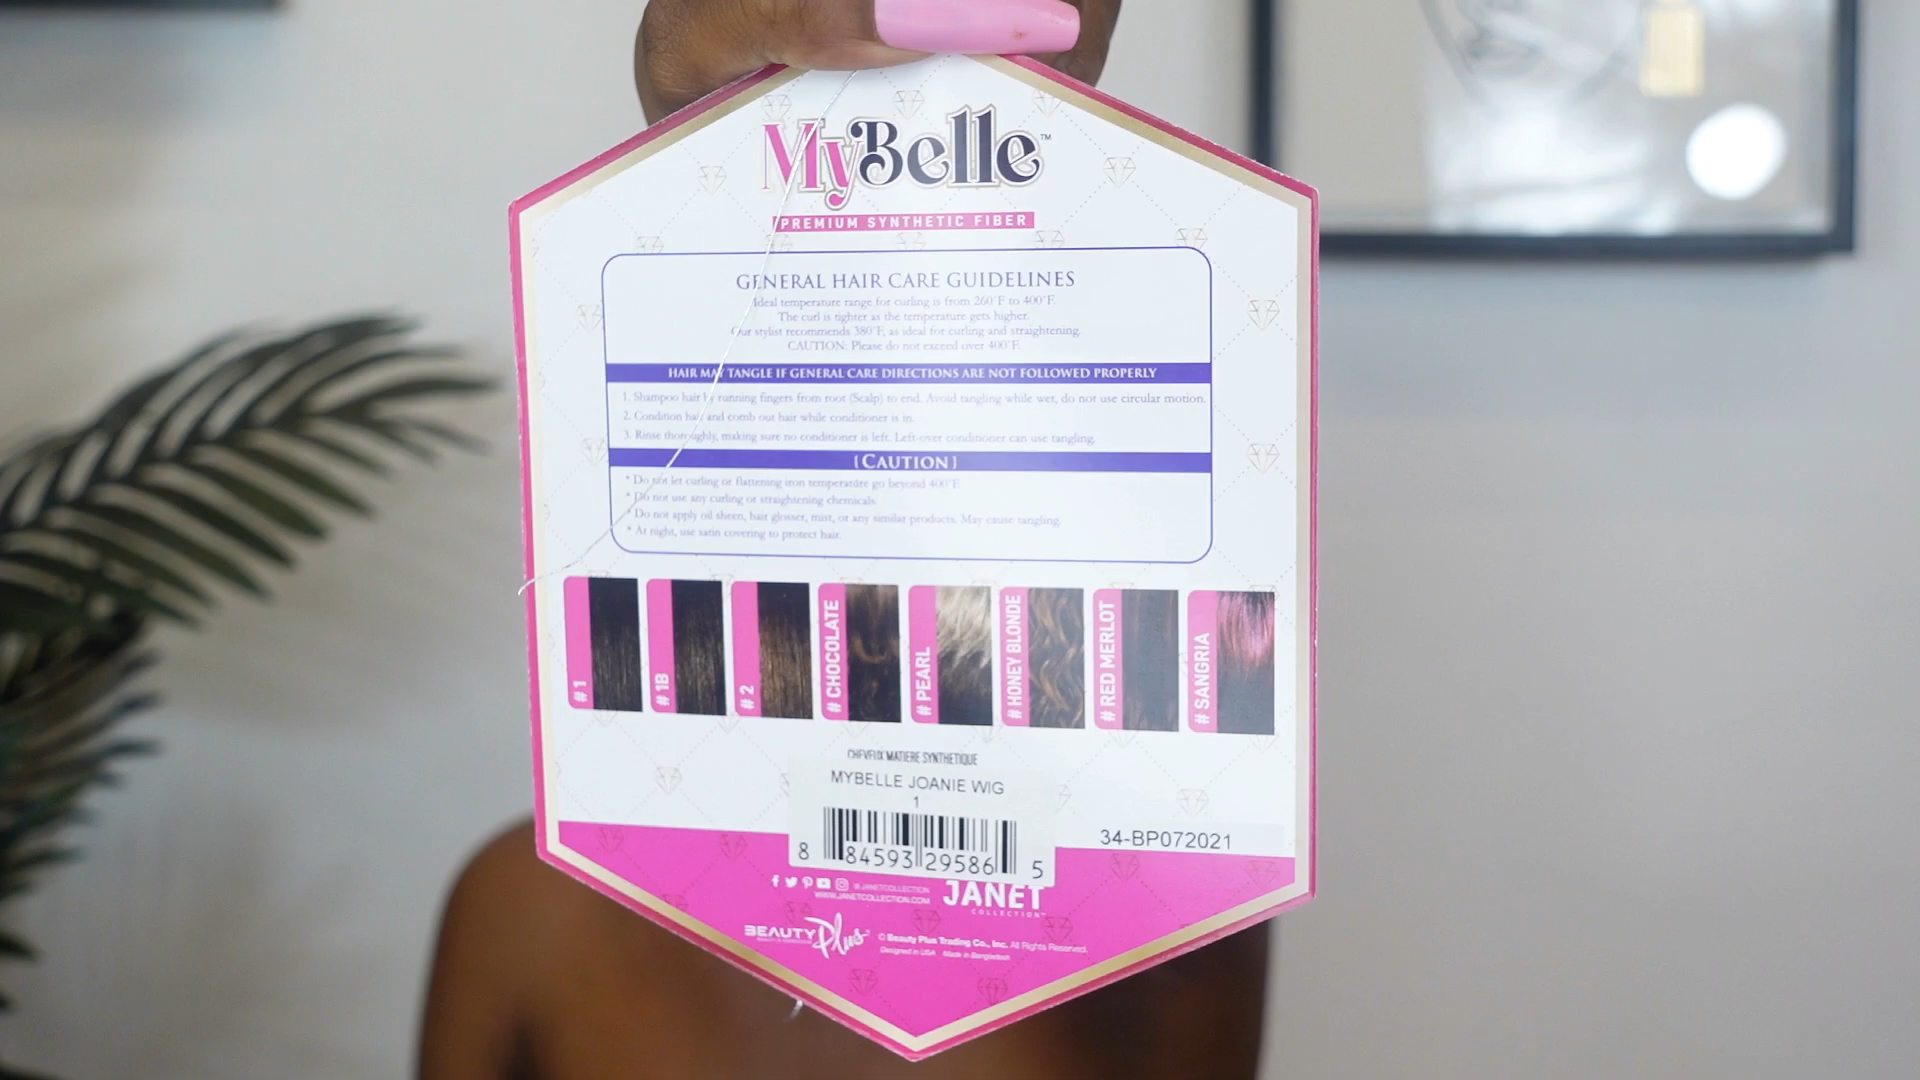 MyBelle™
PREMIUM SYNTHETIC FIBER
GENERAL HAIR CARE GUIDELINES
Ideal temperature range for curling is from 260°F to 400°F.
The curl is tighter as the temperature gets higher.
Our stylist recommends 380°F, as ideal for curling and straightening.
CAUTION: Please do not exceed over 400°F.
HAIR MAY TANGLE IF GENERAL CARE DIRECTIONS ARE NOT FOLLOWED PROPERLY
1. Shampoo hair by running fingers from root (Scalp) to end. Avoid tangling while wet, do not use circular motion.
2. Condition hair and comb out hair while conditioner is in.
3. Rinse thoroughly, making sure no conditioner is left. Left-over conditioner can use tangling.
{CAUTION}
* Do not let curling or flattening iron temperantre go beyond 400°F.
* Do not use any curling or straightening chemicals.
* Do not apply oil sheen, hair glosser, mist, or any similar products. May cause tangling.
* At night, use satin covering to protect hair.
# 1
# 1B
# 2
# CHOCOLATE
# PEARL
# HONEY BLONDE
# RED MERLOT
# SANGRIA
CHEVEUX MATIERE SYNTHETIQUE
MYBELLE JOANIE WIG
1
34-BP072021
8 84593 29586 5
@JANETCOLLECTION
WWW.JANETCOLLECTION.COM
JANET
COLLECTION™
BEAUTY Plus
© Beauty Plus Trading Co., Inc. All Rights Reserved.
Designed in USA Made in Bangladesh